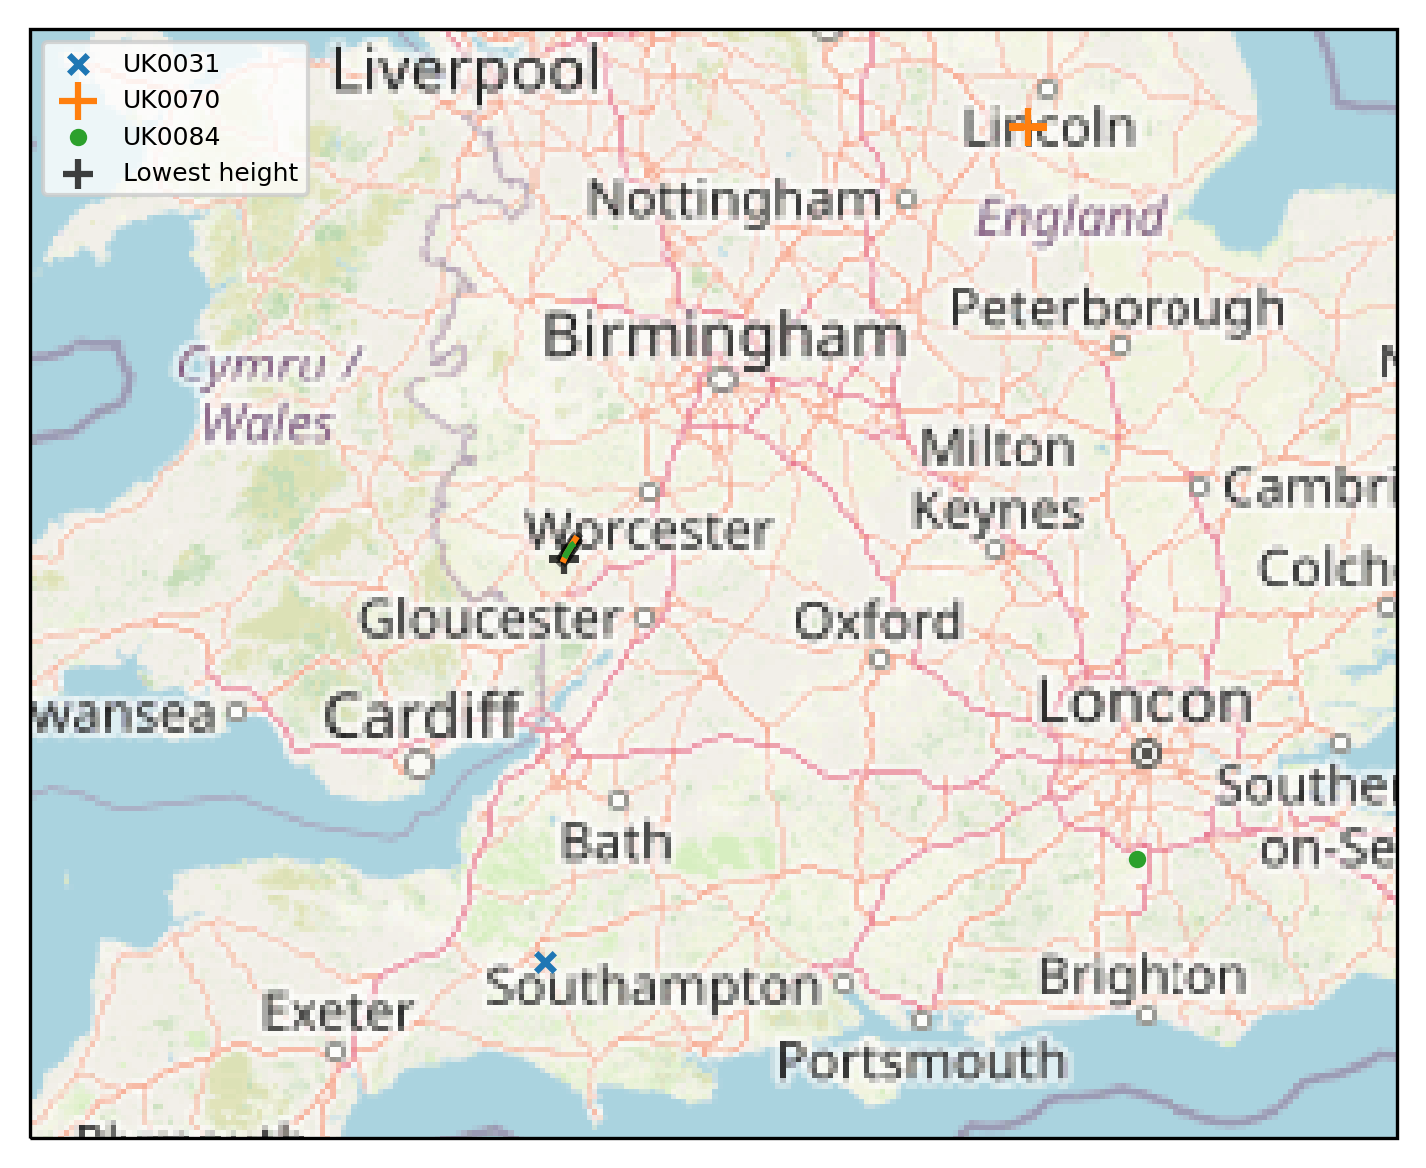 UK0031
UK0070
UK0084
Lowest height
Liverpool
Lincoln
Nottingham
England
Peterborough
Birmingham
Cymru /
Wales
Milton
Keynes
Cambri
Worcester
Colch
Gloucester
Oxford
wansea
Cardiff
Loncon
Souther
on-Se
Bath
Southampton
Brighton
Exeter
Portsmouth